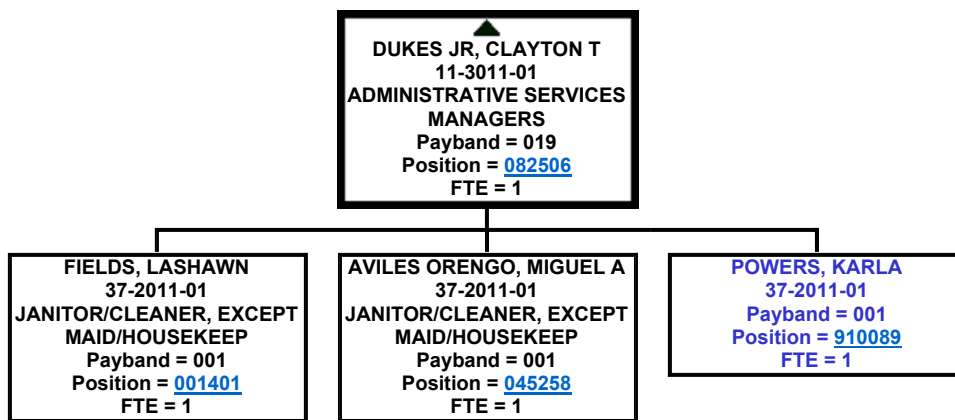 DUKES JR, CLAYTON T
11-3011-01
ADMINISTRATIVE SERVICES
MANAGERS
Payband = 019
Position = 082506
FTE = 1
FIELDS, LASHAWN
37-2011-01
JANITOR/CLEANER, EXCEPT
MAID/HOUSEKEEP
Payband = 001
Position = 001401
FTE = 1
AVILES ORENGO, MIGUEL A
37-2011-01
JANITOR/CLEANER, EXCEPT
MAID/HOUSEKEEP
Payband = 001
Position = 045258
FTE = 1
POWERS, KARLA
37-2011-01
Payband = 001
Position = 910089
FTE = 1